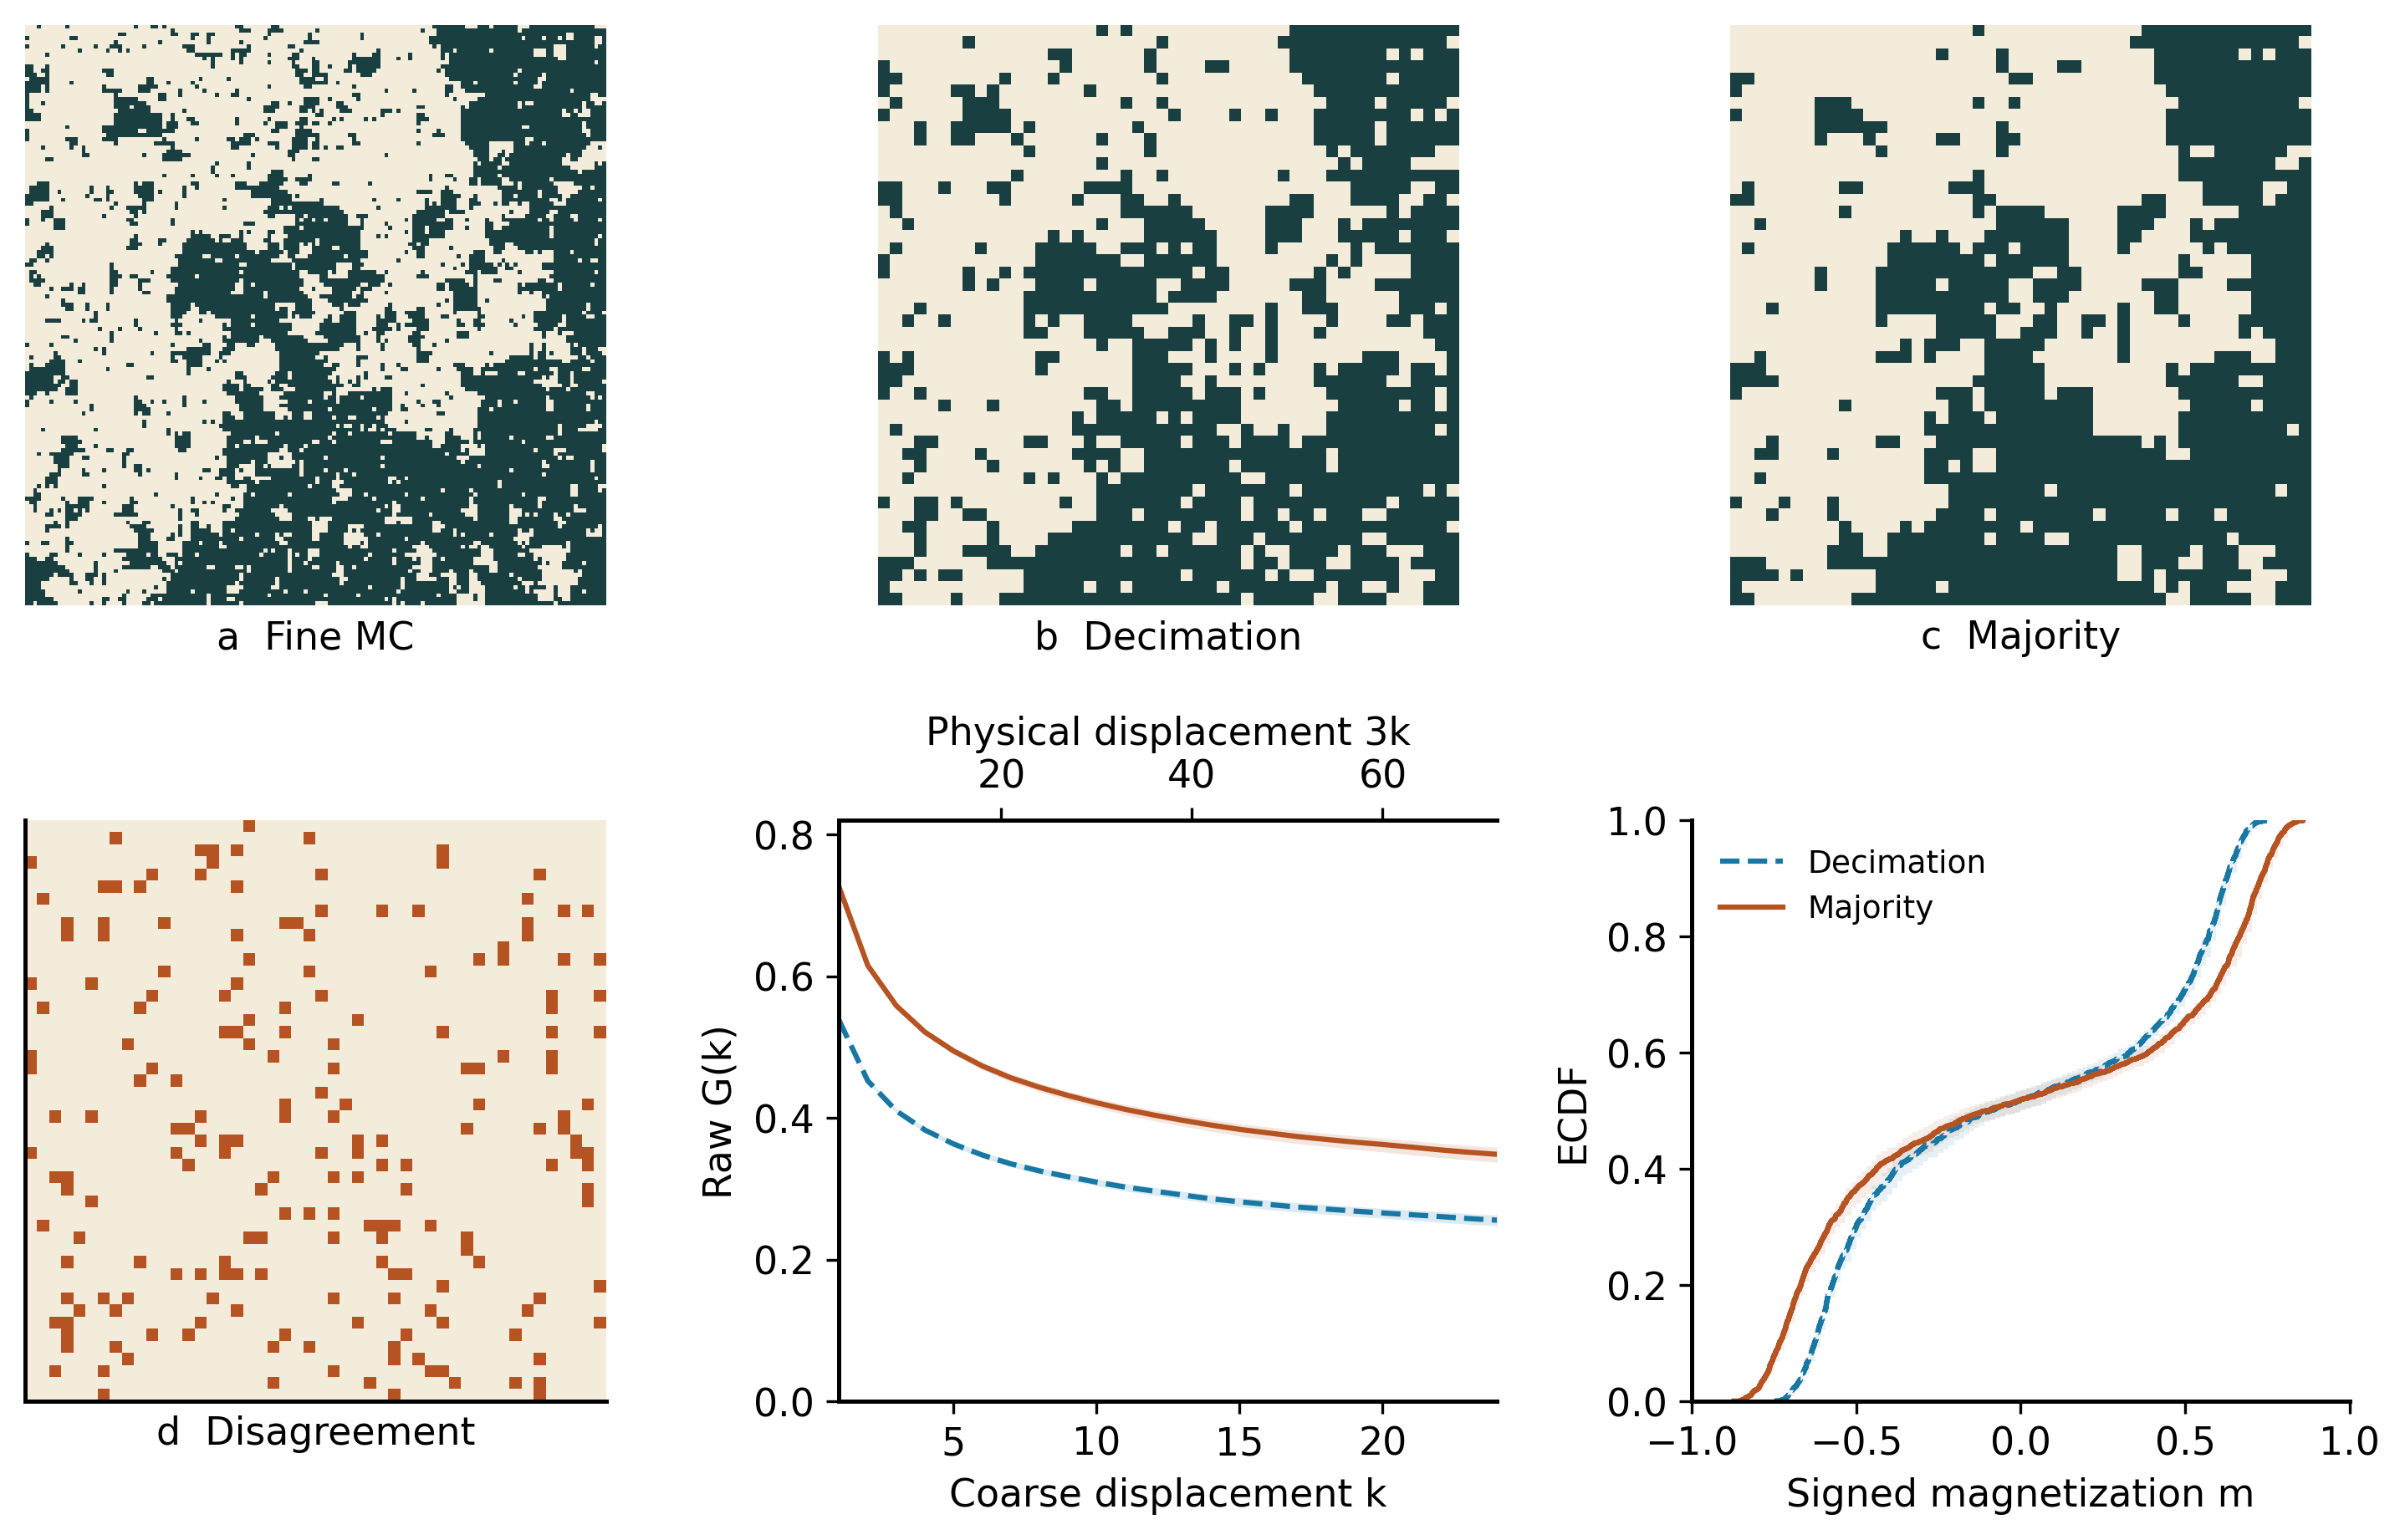 a  Fine MC
b  Decimation
c  Majority
d  Disagreement
Physical displacement 3k
20 40 60
0.8
0.6
0.4
0.2
0.0
Raw G(k)
5 10 15 20
Coarse displacement k
1.0
0.8
0.6
0.4
0.2
0.0
ECDF
Decimation
Majority
−1.0 −0.5 0.0 0.5 1.0
Signed magnetization m